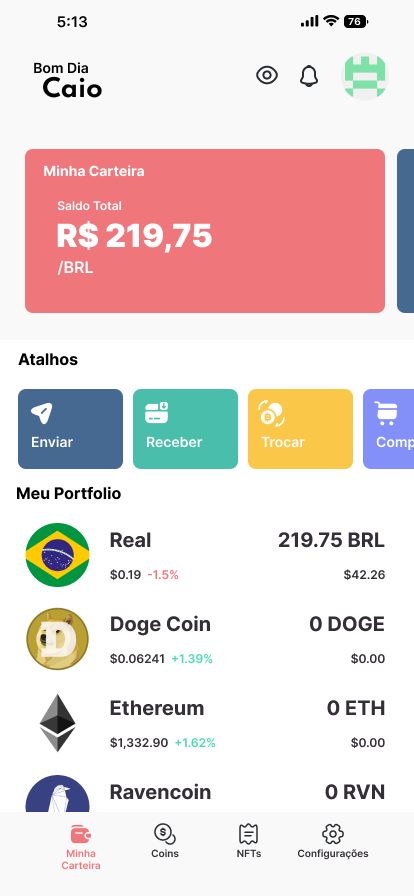 5:13
76
Bom Dia
Caio
Minha Carteira
Saldo Total
R$ 219,75
/BRL
Atalhos
Enviar
Receber
Trocar
Comp
Meu Portfolio
Real
219.75 BRL
$0.19 -1.5%
$42.26
Doge Coin
0 DOGE
$0.06241 +1.39%
$0.00
Ethereum
0 ETH
$1,332.90 +1.62%
$0.00
Ravencoin
0 RVN
Minha
Carteira
Coins
NFTs
Configurações